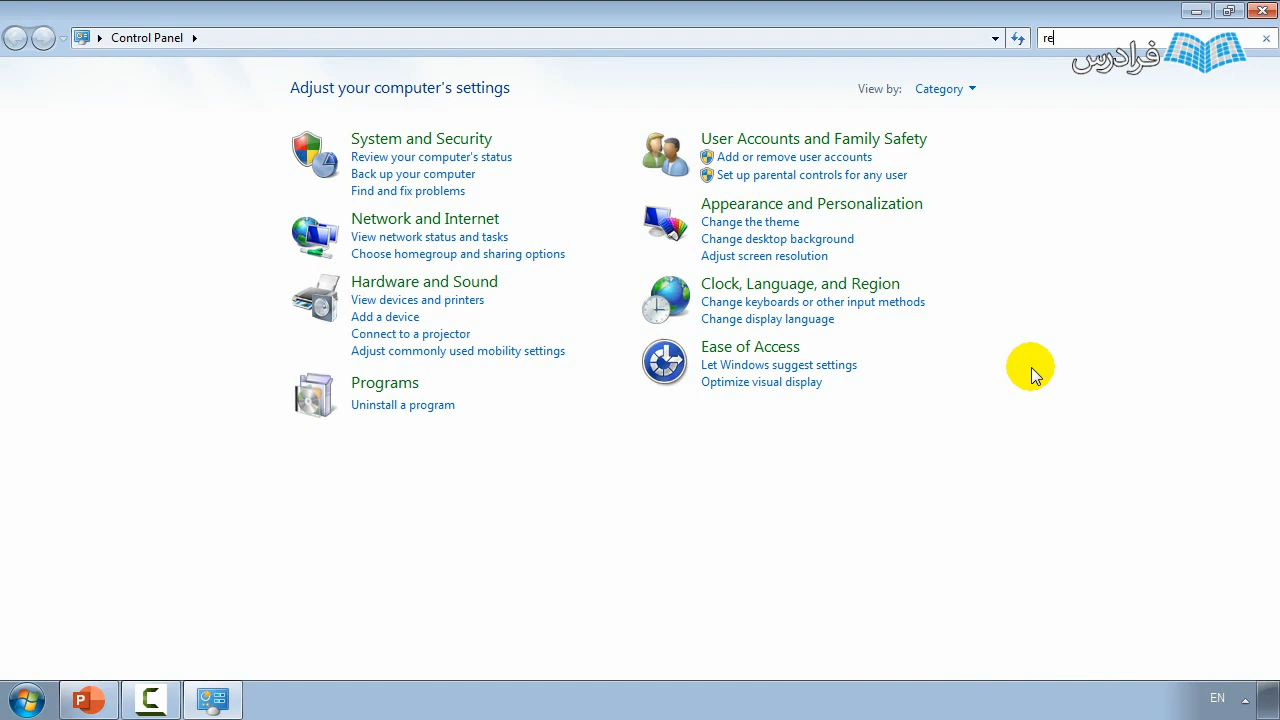 Control Panel
re
فرادرس
Adjust your computer's settings
View by: Category
System and Security
Review your computer's status
Back up your computer
Find and fix problems
Network and Internet
View network status and tasks
Choose homegroup and sharing options
Hardware and Sound
View devices and printers
Add a device
Connect to a projector
Adjust commonly used mobility settings
Programs
Uninstall a program
User Accounts and Family Safety
Add or remove user accounts
Set up parental controls for any user
Appearance and Personalization
Change the theme
Change desktop background
Adjust screen resolution
Clock, Language, and Region
Change keyboards or other input methods
Change display language
Ease of Access
Let Windows suggest settings
Optimize visual display
P
EN